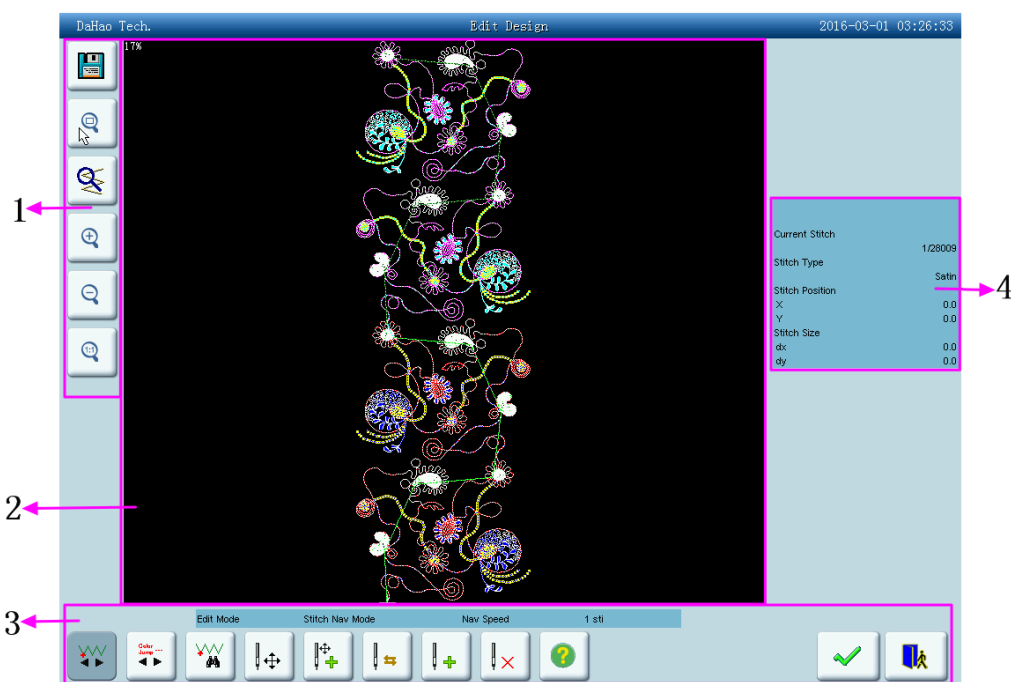 DaHao Tech. Edit Design 2016-03-01 03:26:33
17%
1
Current Stitch
1/28009
Stitch Type
Satin
Stitch Position
X 0.0
Y 0.0
Stitch Size
dx 0.0
dy 0.0
4
1:1
2
3
Edit Mode Stitch Nav Mode Nav Speed 1 sti
Color
Jump ...
?